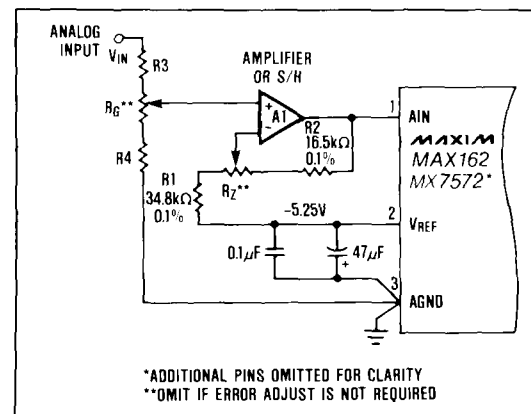 ANALOG
INPUT
VIN
R3
RG**
R4
AMPLIFIER
OR S/H
+
A1
−
R2
16.5kΩ
0.1%
RZ**
R1
34.8kΩ
0.1%
−5.25V
0.1μF
47μF
+
1
AIN
MAXIM
MAX162
MX7572*
2
VREF
3
AGND
*ADDITIONAL PINS OMITTED FOR CLARITY
**OMIT IF ERROR ADJUST IS NOT REQUIRED